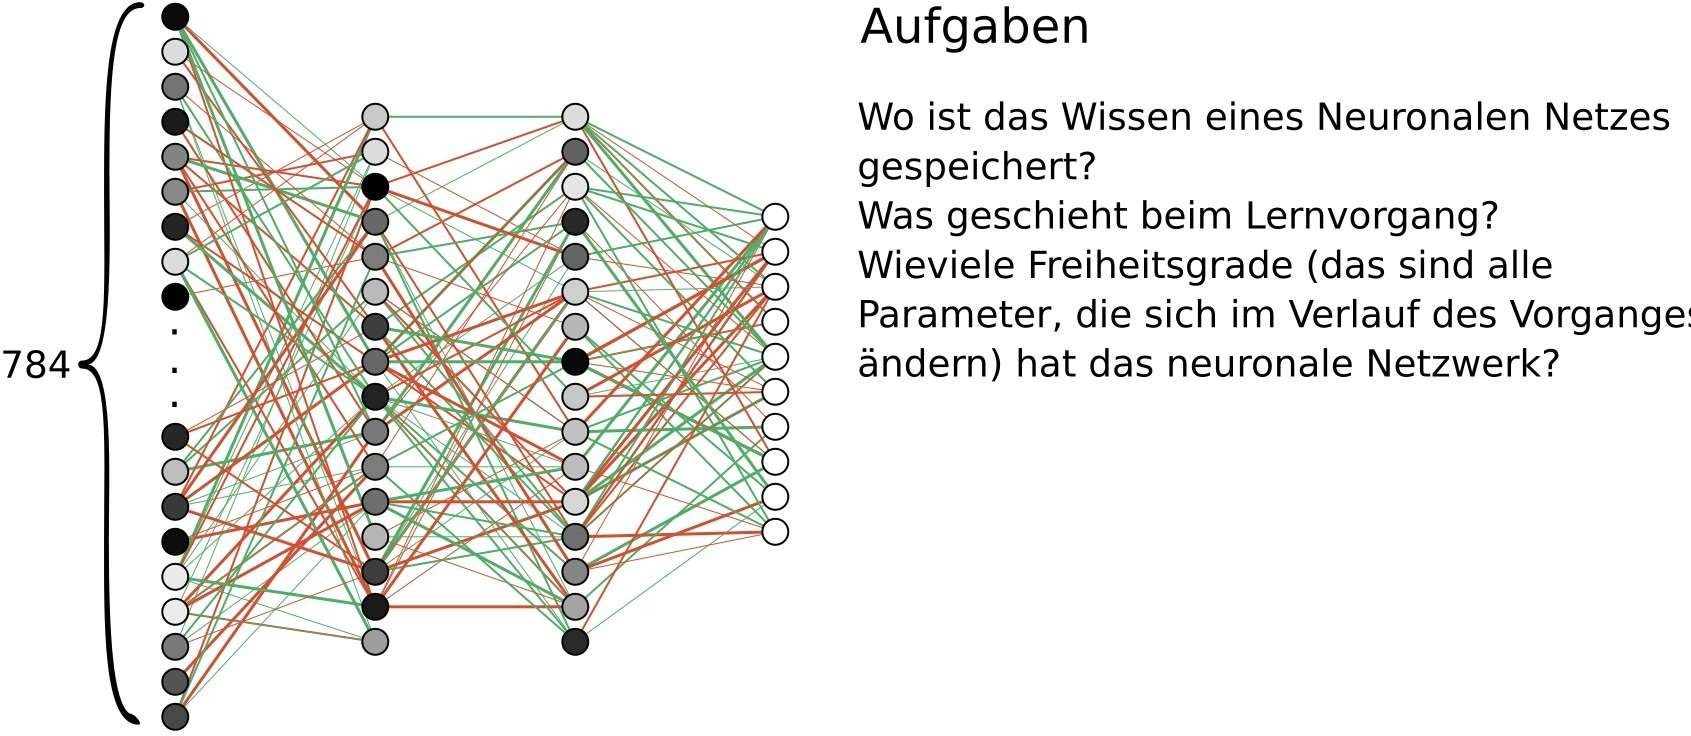 Aufgaben
Wo ist das Wissen eines Neuronalen Netzes
gespeichert?
Was geschieht beim Lernvorgang?
Wieviele Freiheitsgrade (das sind alle
Parameter, die sich im Verlauf des Vorganges
ändern) hat das neuronale Netzwerk?
784